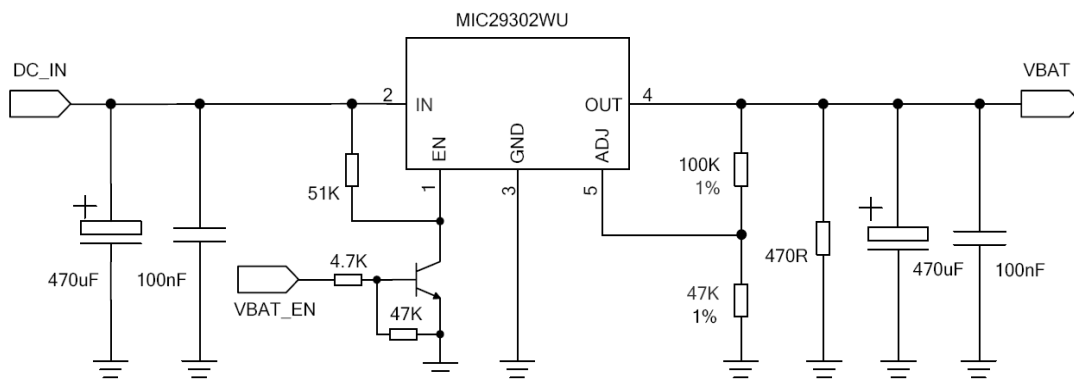 MIC29302WU
DC_IN
VBAT
2
IN
OUT
4
EN
GND
ADJ
1
3
5
51K
100K
1%
470uF
100nF
4.7K
VBAT_EN
47K
47K
1%
470R
470uF
100nF